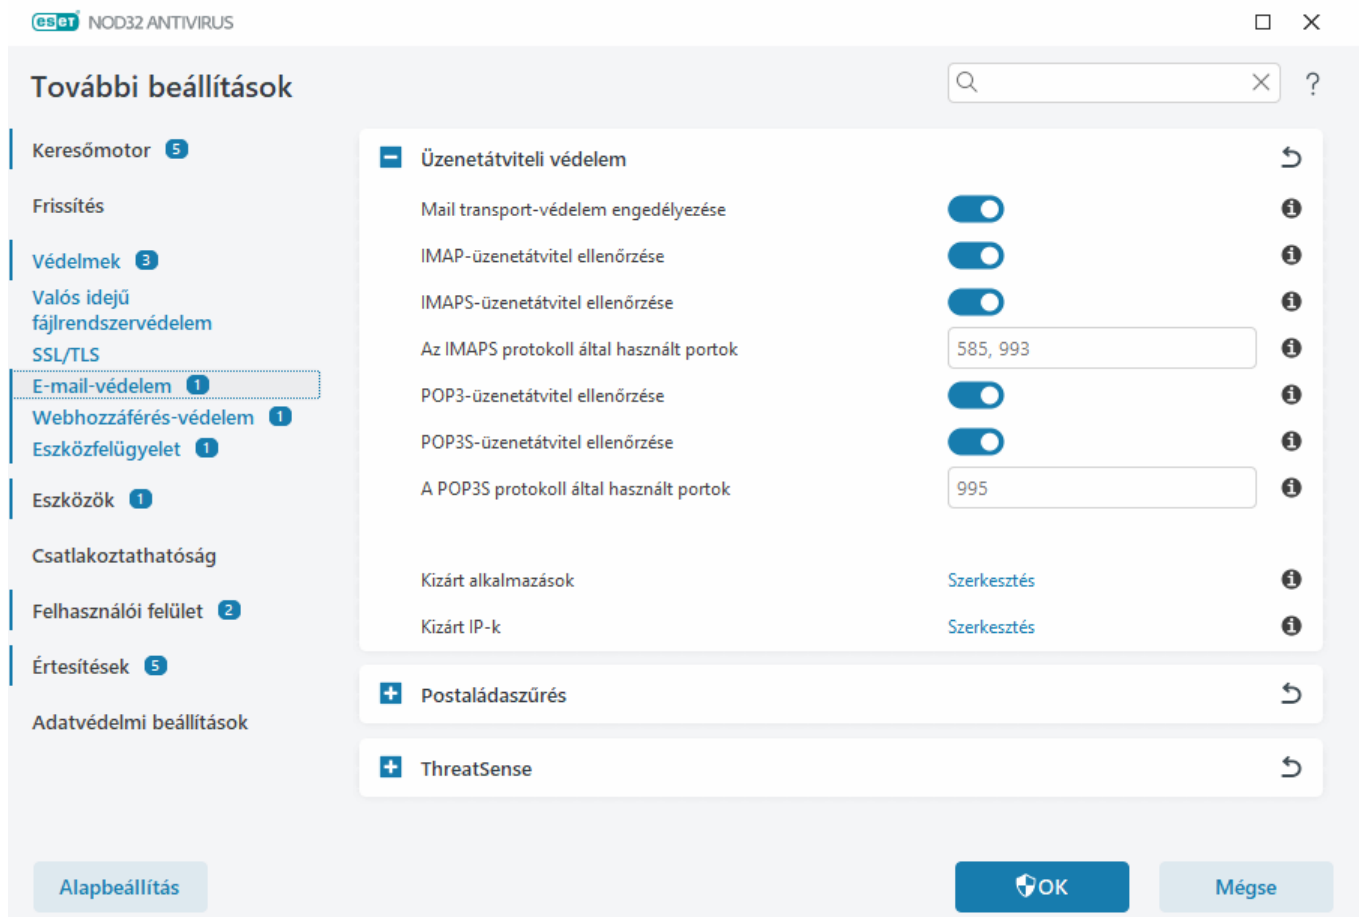 eset NOD32 ANTIVIRUS
További beállítások
?
Keresőmotor 5
Frissítés
Védelmek 3
Valós idejű
fájlrendszervédelem
SSL/TLS
E-mail-védelem 1
Webhozzáférés-védelem 1
Eszközfelügyelet 1
Eszközök 1
Csatlakoztathatóság
Felhasználói felület 2
Értesítések 5
Adatvédelmi beállítások
Üzenetátviteli védelem
Mail transport-védelem engedélyezése
IMAP-üzenetátvitel ellenőrzése
IMAPS-üzenetátvitel ellenőrzése
Az IMAPS protokoll által használt portok 585, 993
POP3-üzenetátvitel ellenőrzése
POP3S-üzenetátvitel ellenőrzése
A POP3S protokoll által használt portok 995
Kizárt alkalmazások Szerkesztés
Kizárt IP-k Szerkesztés
Postaládaszűrés
ThreatSense
Alapbeállítás
OK
Mégse